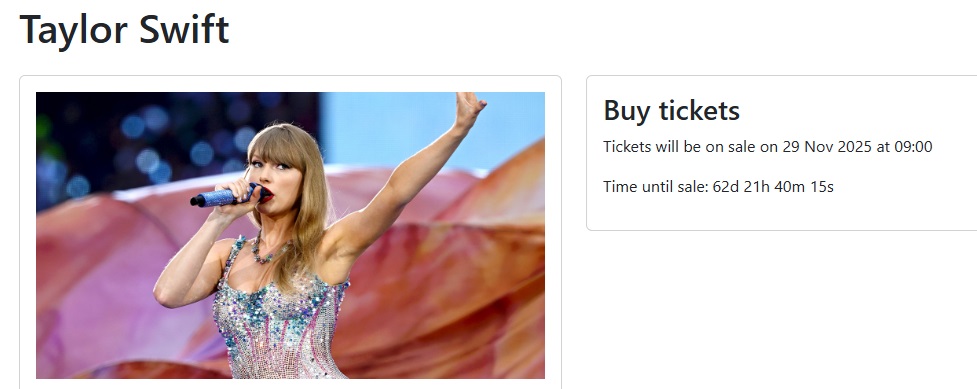 Taylor Swift
Buy tickets
Tickets will be on sale on 29 Nov 2025 at 09:00
Time until sale: 62d 21h 40m 15s